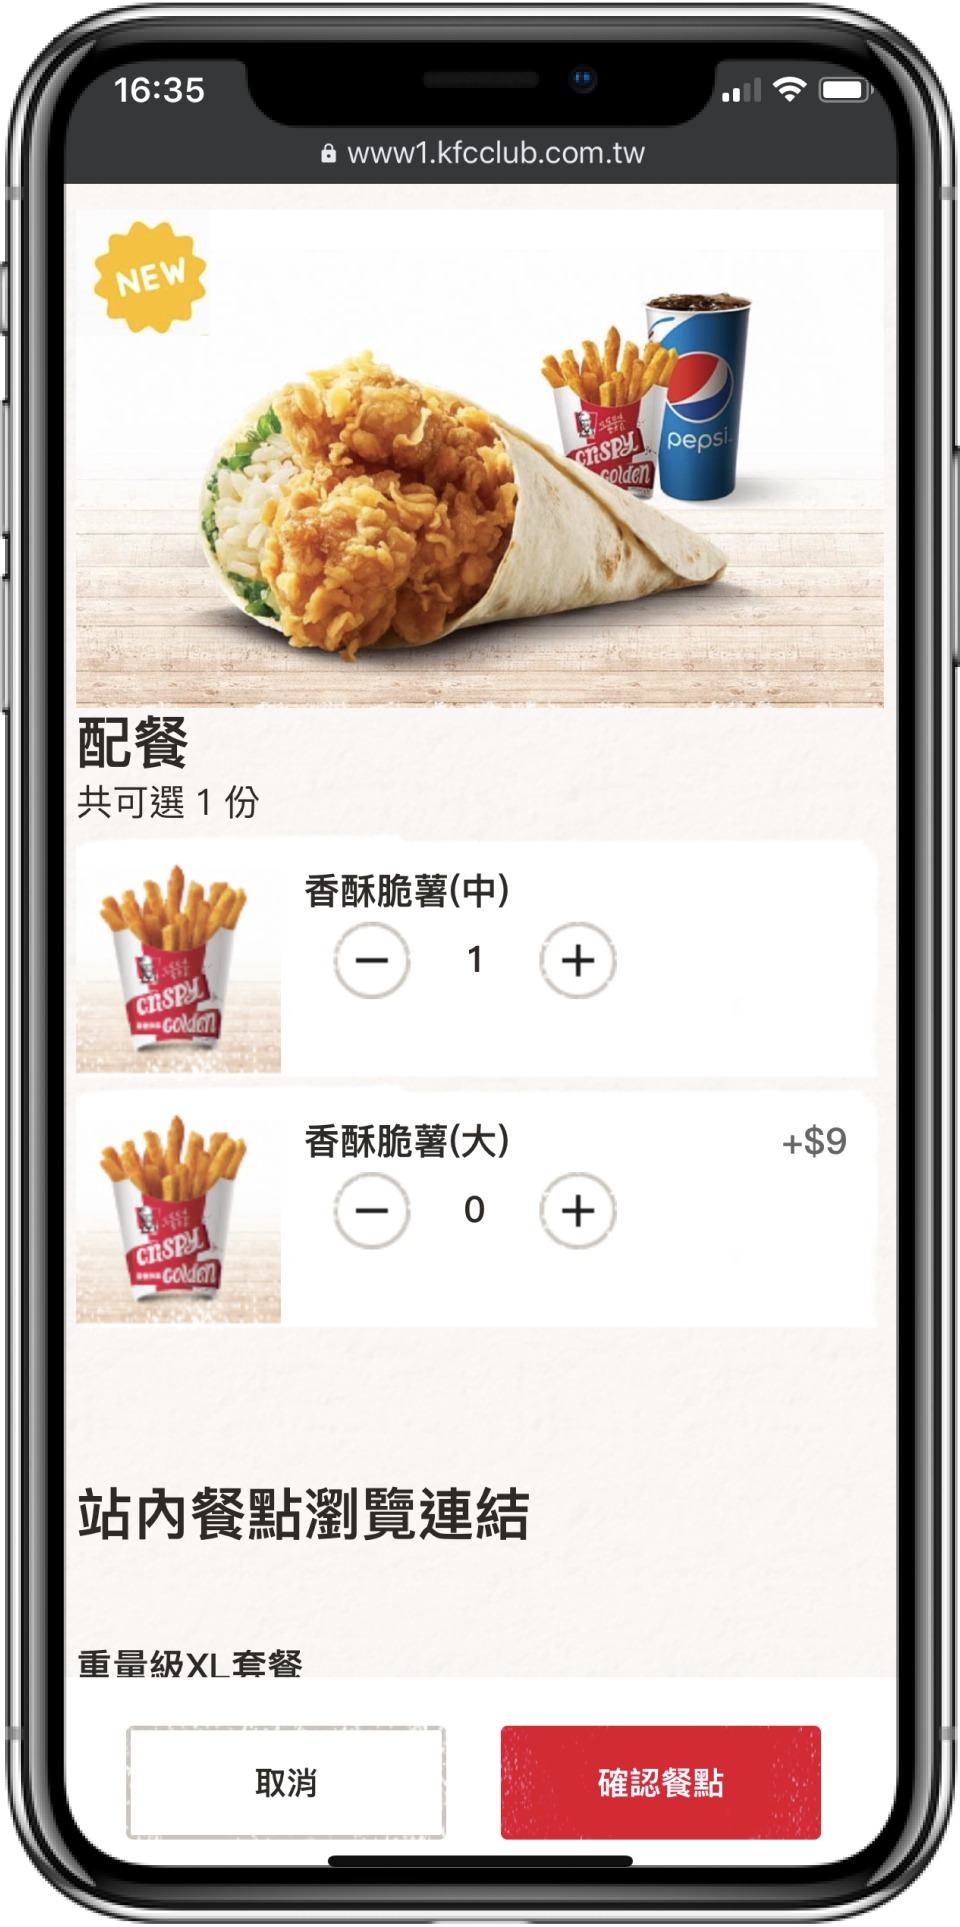 16:35
www1.kfcclub.com.tw
NEW
pepsi
crispy
golden
配餐
共可選 1 份
香酥脆薯(中)
1
crispy
golden
香酥脆薯(大)
+$9
0
crispy
golden
站內餐點瀏覽連結
重量級XL套餐
取消
確認餐點